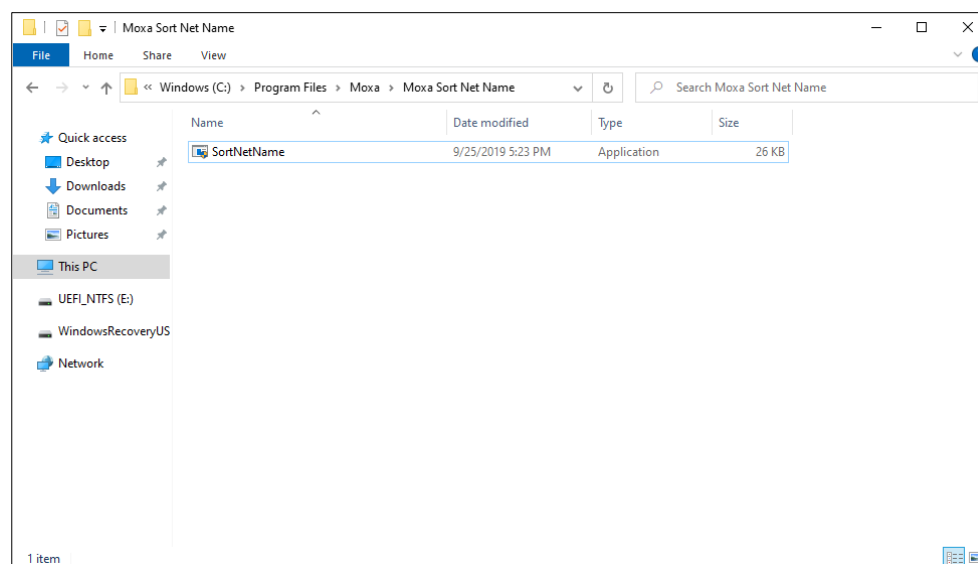 Moxa Sort Net Name
File Home Share View
« Windows (C:) › Program Files › Moxa › Moxa Sort Net Name
Search Moxa Sort Net Name
Name Date modified Type Size
Quick access
SortNetName 9/25/2019 5:23 PM Application 26 KB
Desktop
Downloads
Documents
Pictures
This PC
UEFI_NTFS (E:)
WindowsRecoveryUS
Network
1 item